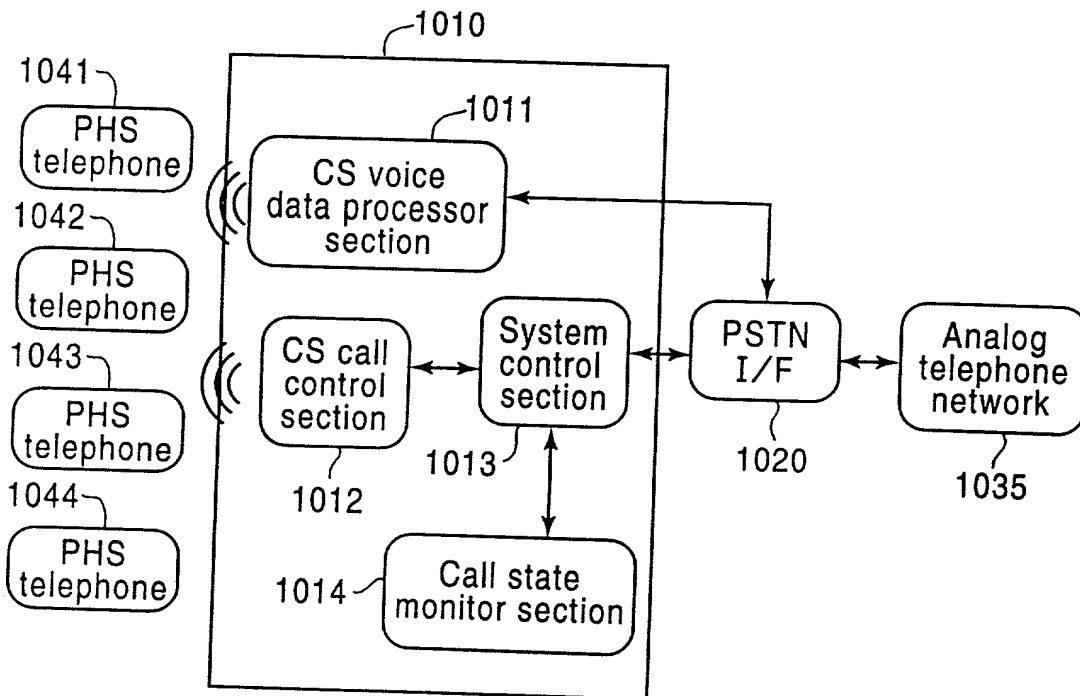 1010
1041
PHS
telephone
1011
CS voice
data processor
section
1042
PHS
telephone
1043
PHS
telephone
CS call
control
section
1012
System
control
section
1013
PSTN
I/F
1020
Analog
telephone
network
1035
1044
PHS
telephone
1014
Call state
monitor section